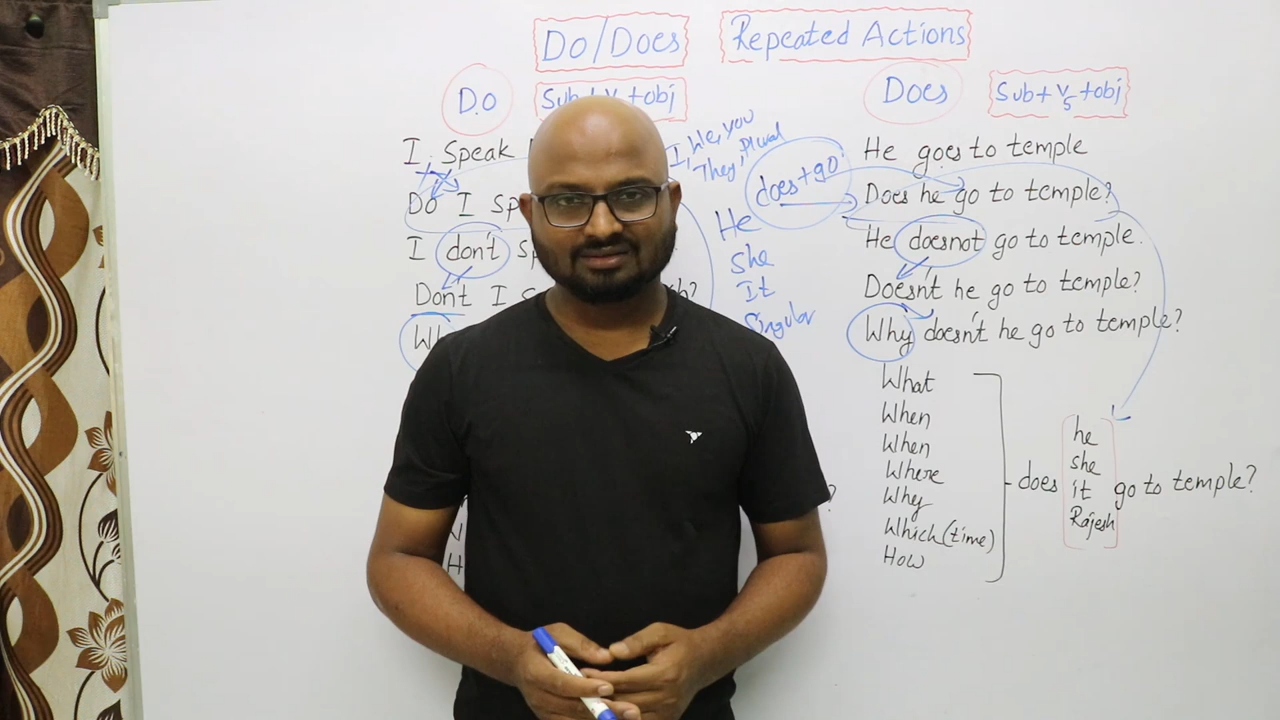 Do/Does
Repeated Actions
Do
Sub+ v +obj
I speak
Do I
I don't
Don't I
I, We, you
They, Plural
He
She
It
Singular
does+go
Does
Sub+ v5 +obj
He goes to temple
Does he go to temple?
He doesnot go to temple.
Doesn't he go to temple?
Why doesn't he go to temple?
What
When
When
Where
Why
Which (time)
How
does
he
she
it
Rajesh
go to temple?